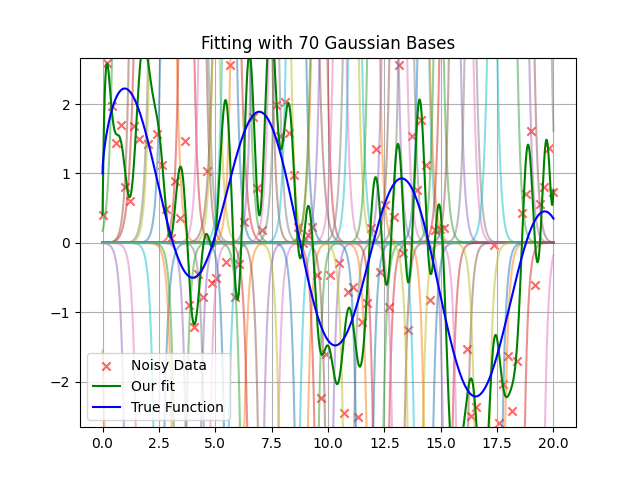 Fitting with 70 Gaussian Bases
2
1
0
−1
−2
Noisy Data
Our fit
True Function
0.0 2.5 5.0 7.5 10.0 12.5 15.0 17.5 20.0